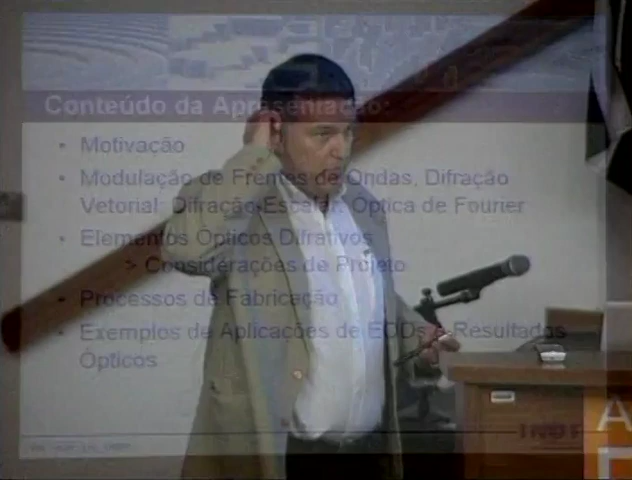 Conteúdo da Apresentação:
• Motivação
• Modulação de Frentes de Ondas, Difração
Vetorial, Difração Escalar, Óptica de Fourier
• Elementos Ópticos Difrativos
> Considerações de Projeto
• Processos de Fabricação
• Exemplos de Aplicações de EODs - Resultados
Ópticos
A